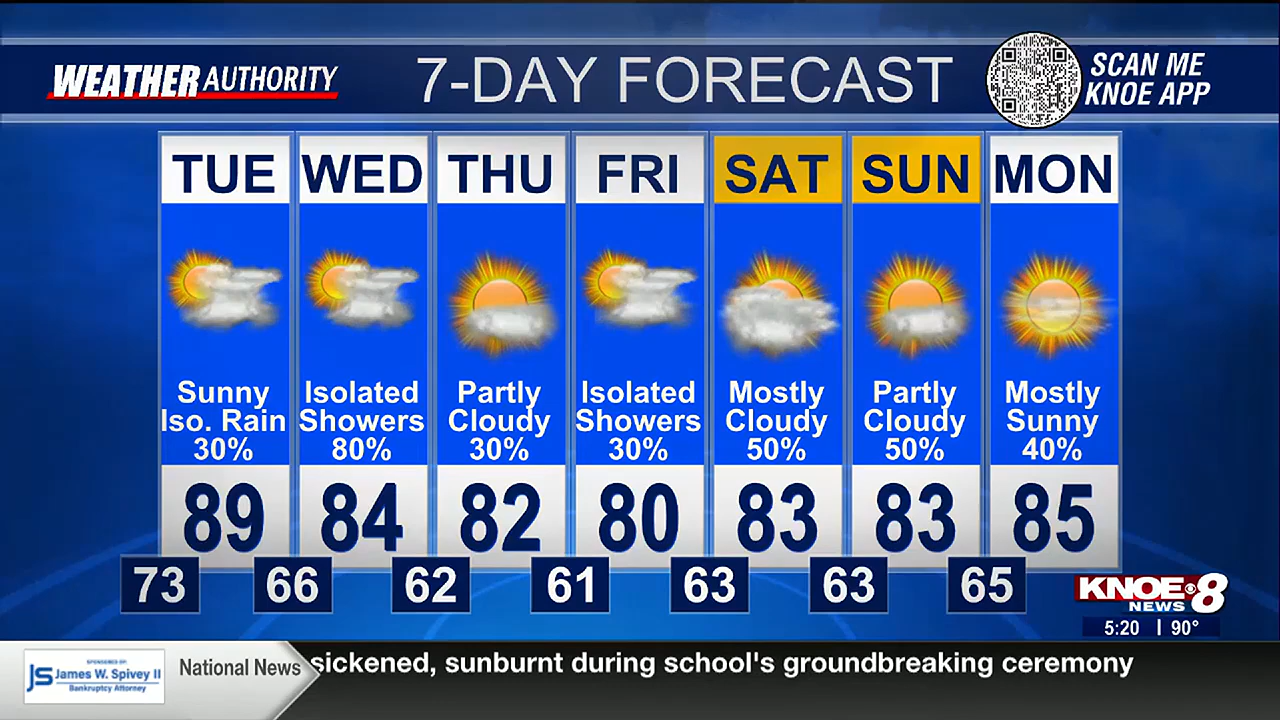 WEATHER AUTHORITY
7-DAY FORECAST
SCAN ME
KNOE APP
TUE
WED
THU
FRI
SAT
SUN
MON
Sunny
Iso. Rain
30%
Isolated
Showers
80%
Partly
Cloudy
30%
Isolated
Showers
30%
Mostly
Cloudy
50%
Partly
Cloudy
50%
Mostly
Sunny
40%
89
84
82
80
83
83
85
73
66
62
61
63
63
65
KNOE 8
NEWS
5:20 | 90°
SPONSORED BY:
JS James W. Spivey II
Bankruptcy Attorney
National News
sickened, sunburnt during school's groundbreaking ceremony